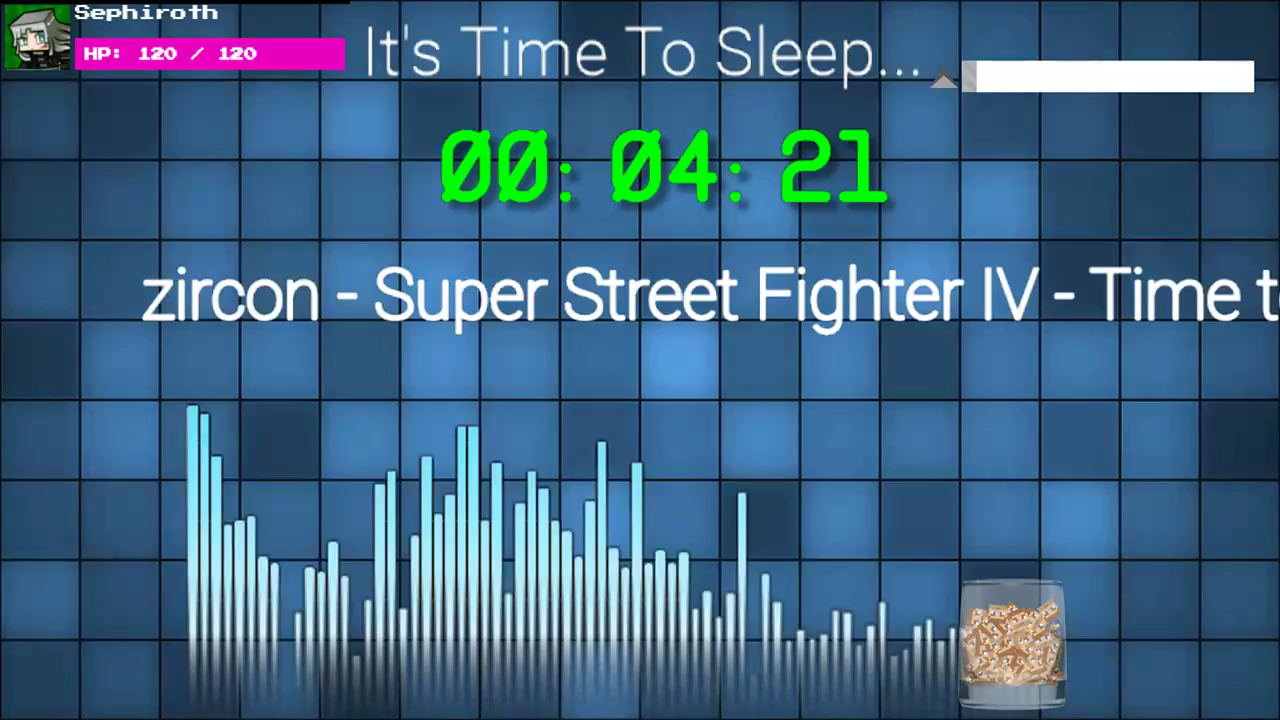 Sephiroth
HP: 120 / 120
It's Time To Sleep...
00: 04: 21
zircon - Super Street Fighter IV - Time t